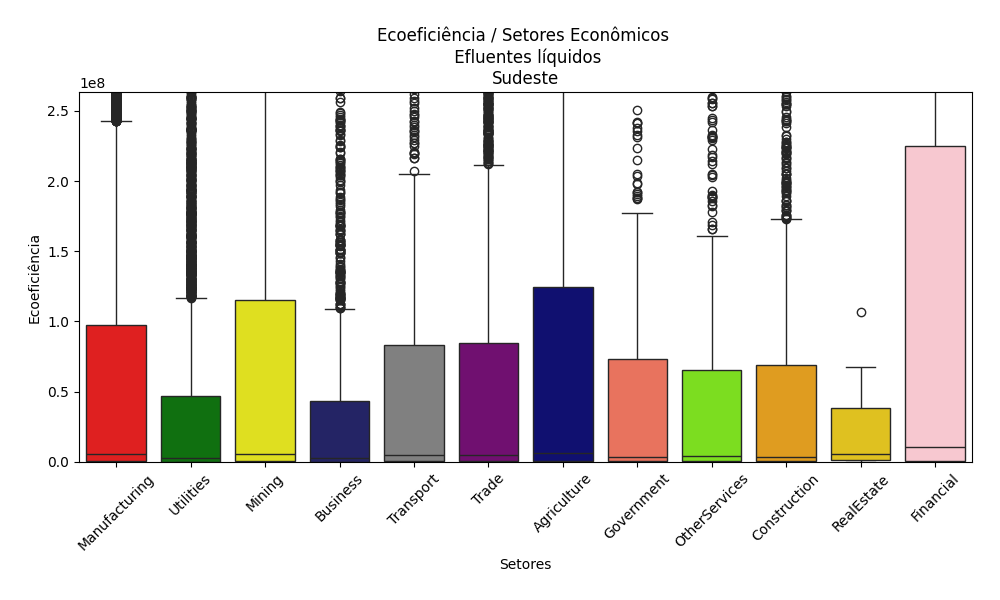 Ecoeficiência / Setores Econômicos
Efluentes líquidos
Sudeste
1e8
2.5
2.0
1.5
1.0
0.5
0.0
Ecoeficiência
Manufacturing
Utilities
Mining
Business
Transport
Trade
Agriculture
Government
OtherServices
Construction
RealEstate
Financial
Setores